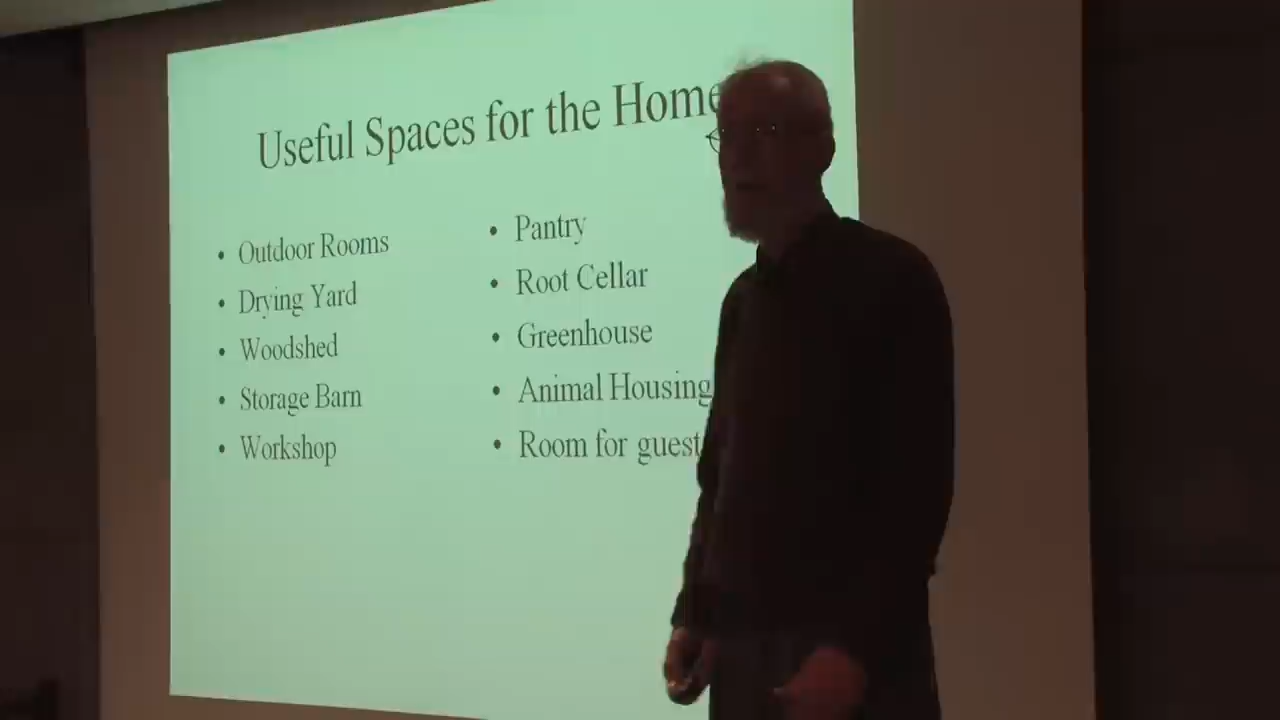 Useful Spaces for the Home
• Outdoor Rooms
• Drying Yard
• Woodshed
• Storage Barn
• Workshop
• Pantry
• Root Cellar
• Greenhouse
• Animal Housing
• Room for guest